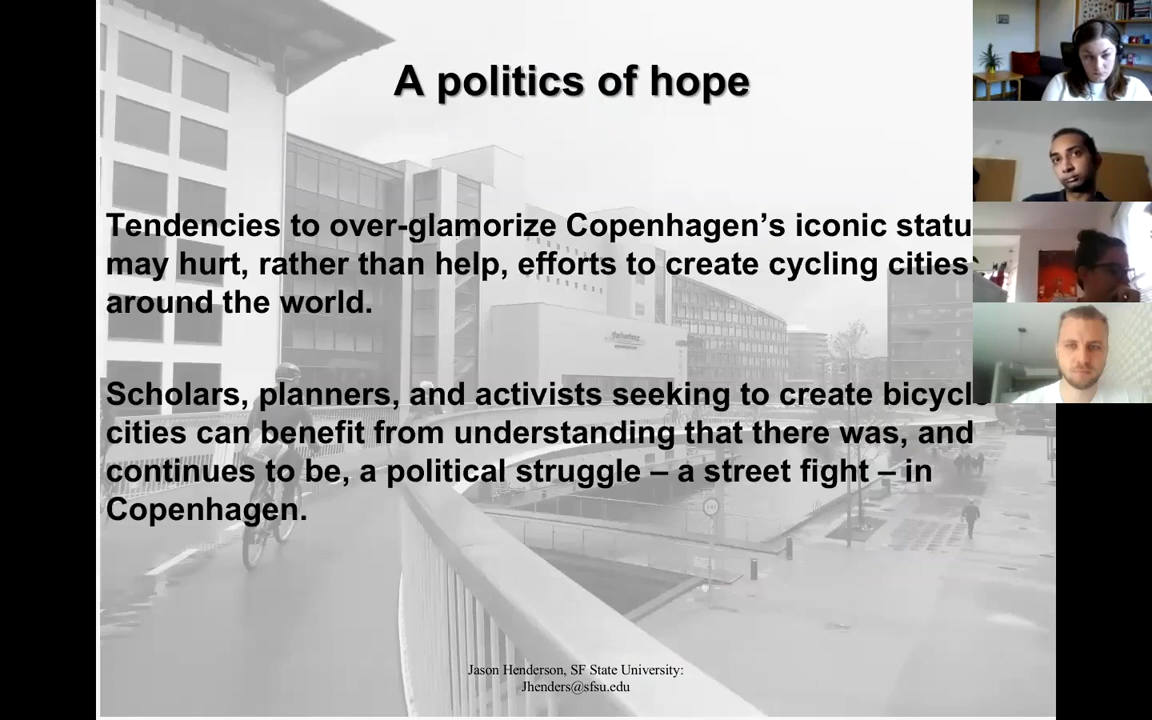 A politics of hope
Tendencies to over-glamorize Copenhagen’s iconic statu
may hurt, rather than help, efforts to create cycling cities
around the world.
Scholars, planners, and activists seeking to create bicycl
cities can benefit from understanding that there was, and
continues to be, a political struggle – a street fight – in
Copenhagen.
Jason Henderson, SF State University:
Jhenders@sfsu.edu